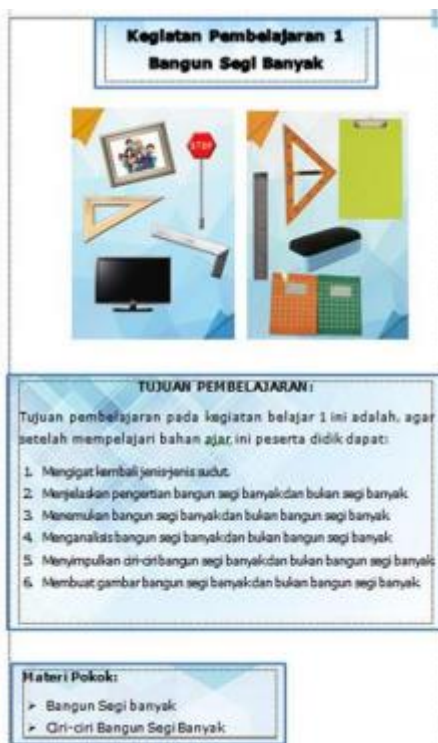 Kegiatan Pembelajaran 1
Bangun Segi Banyak
STOP
TUJUAN PEMBELAJARAN:
Tujuan pembelajaran pada kegiatan belajar 1 ini adalah, agar
setelah mempelajari bahan ajar ini peserta didik dapat:
1. Mengigat kembali jenis-jenis sudut.
2. Menjelaskan pengertian bangun segi banyak dan bukan segi banyak
3. Menemukan bangun segi banyak dan bukan bangun segi banyak
4. Menganalisis bangun segi banyak dan bukan bangun segi banyak
5. Menyimpulkan ciri-ciri bangun segi banyak dan bukan bangun segi banyak
6. Membuat gambar bangun segi banyak dan bukan bangun segi banyak
Materi Pokok:
➤ Bangun Segi banyak
➤ Ciri-ciri Bangun Segi Banyak